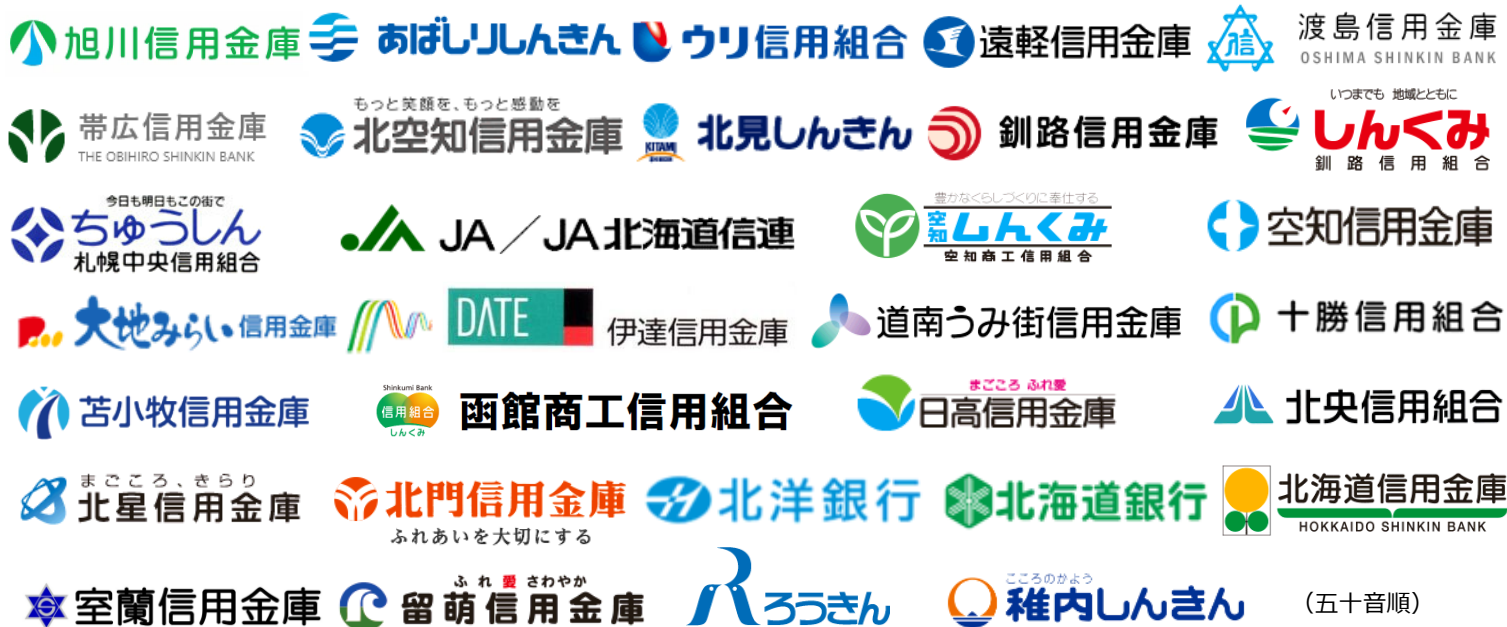 旭川信用金庫
あばしりしんきん
ウリ信用組合
遠軽信用金庫
信
渡島信用金庫
OSHIMA SHINKIN BANK
帯広信用金庫
THE OBIHIRO SHINKIN BANK
もっと笑顔を、もっと感動を
北空知信用金庫
KITAMI
北見しんきん
釧路信用金庫
いつまでも 地域とともに
しんくみ
釧路信用組合
今日も明日もこの街で
ちゅうしん
札幌中央信用組合
JA/JA北海道信連
豊かなくらしづくりに奉仕する
空知しんくみ
空知商工信用組合
空知信用金庫
大地みらい信用金庫
DATE
伊達信用金庫
道南うみ街信用金庫
十勝信用組合
苫小牧信用金庫
Shinkumi Bank
信用組合
しんくみ
函館商工信用組合
まごころ ふれ愛
日高信用金庫
北央信用組合
まごころ、きらり
北星信用金庫
北門信用金庫
ふれあいを大切にする
北洋銀行
北海道銀行
北海道信用金庫
HOKKAIDO SHINKIN BANK
室蘭信用金庫
ふれ愛さわやか
留萌信用金庫
ろうきん
こころのかよう
稚内しんきん
(五十音順)